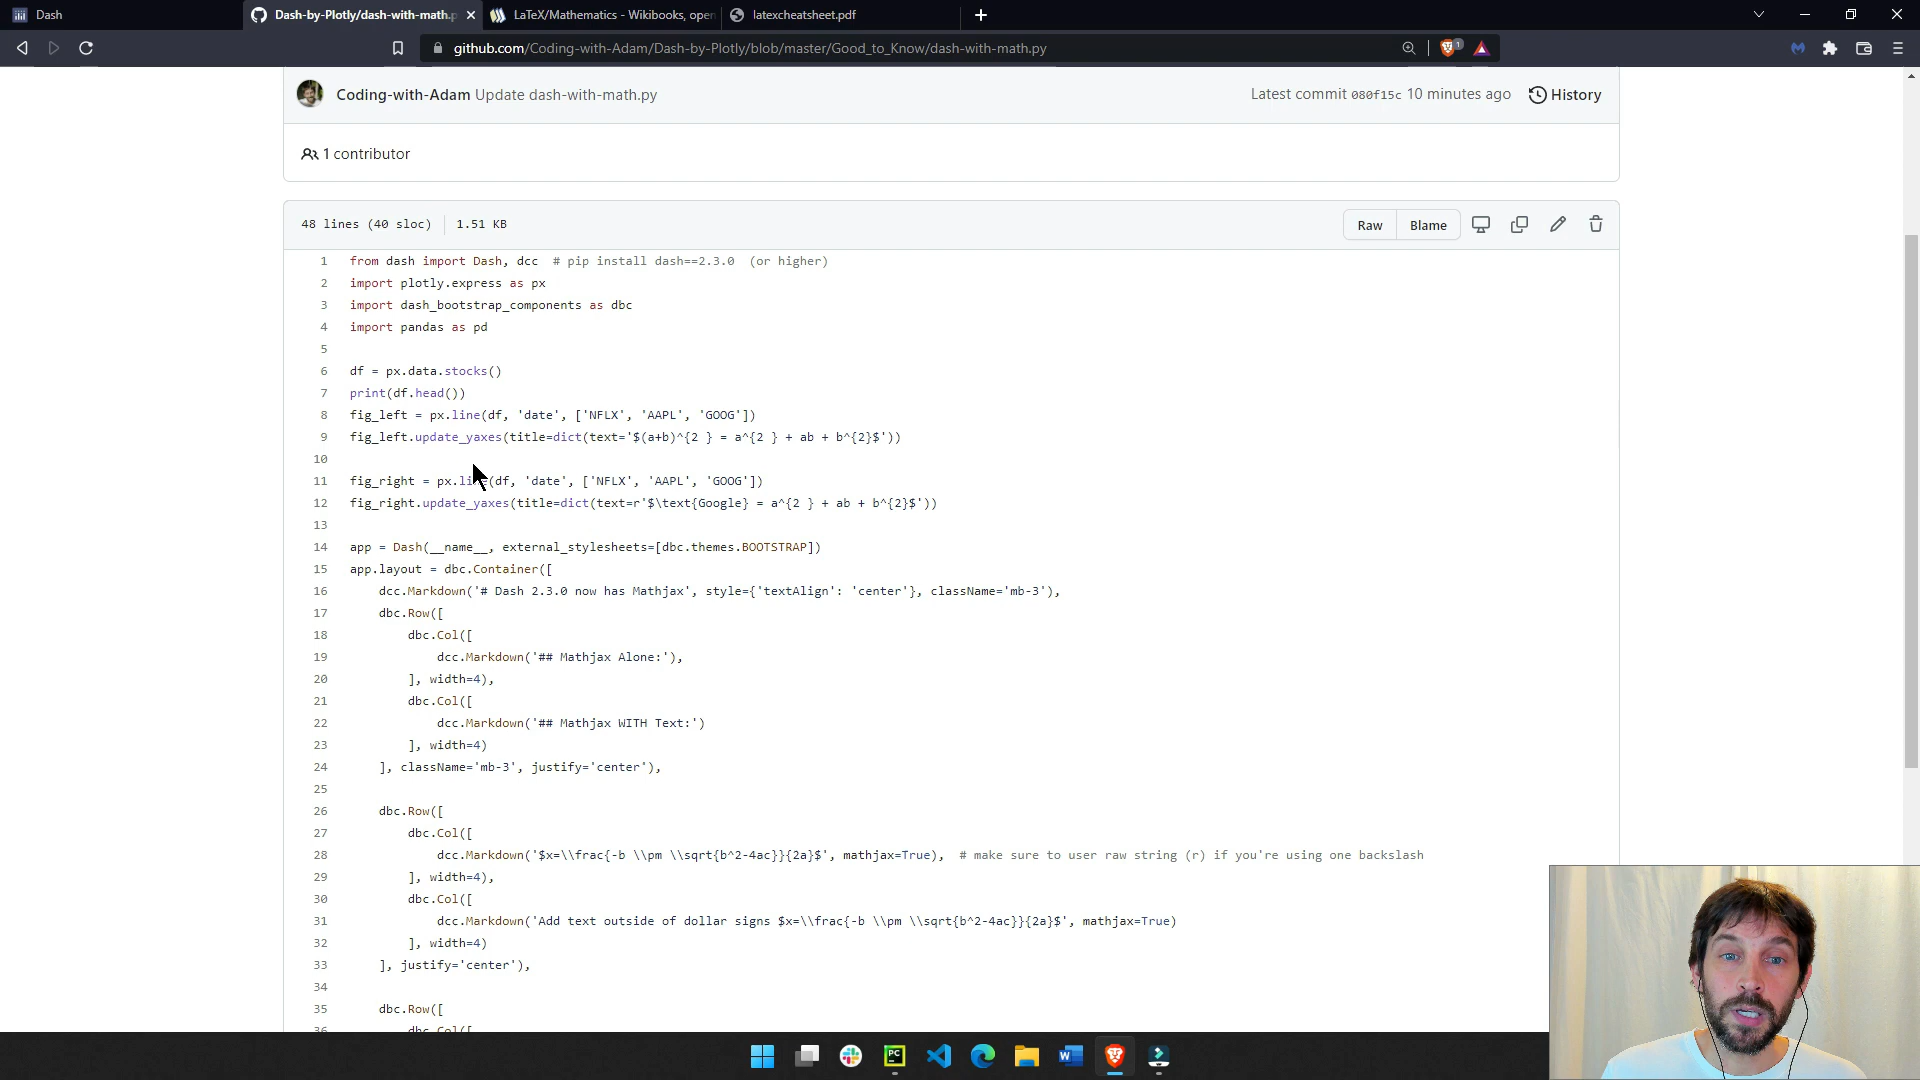 Dash
Dash-by-Plotly/dash-with-math.p
LaTeX/Mathematics - Wikibooks, open
latexcheatsheet.pdf
github.com/Coding-with-Adam/Dash-by-Plotly/blob/master/Good_to_Know/dash-with-math.py
1
Coding-with-Adam Update dash-with-math.py
Latest commit 080f15c 10 minutes ago
History
1 contributor
48 lines (40 sloc)
1.51 KB
Raw
Blame
1 from dash import Dash, dcc  # pip install dash==2.3.0  (or higher)
2 import plotly.express as px
3 import dash_bootstrap_components as dbc
4 import pandas as pd
5
6 df = px.data.stocks()
7 print(df.head())
8 fig_left = px.line(df, 'date', ['NFLX', 'AAPL', 'GOOG'])
9 fig_left.update_yaxes(title=dict(text='$(a+b)^{2 } = a^{2 } + ab + b^{2}$'))
10
11 fig_right = px.line(df, 'date', ['NFLX', 'AAPL', 'GOOG'])
12 fig_right.update_yaxes(title=dict(text=r'$\text{Google} = a^{2 } + ab + b^{2}$'))
13
14 app = Dash(__name__, external_stylesheets=[dbc.themes.BOOTSTRAP])
15 app.layout = dbc.Container([
16     dcc.Markdown('# Dash 2.3.0 now has Mathjax', style={'textAlign': 'center'}, className='mb-3'),
17     dbc.Row([
18         dbc.Col([
19             dcc.Markdown('## Mathjax Alone:'),
20         ], width=4),
21         dbc.Col([
22             dcc.Markdown('## Mathjax WITH Text:')
23         ], width=4)
24     ], className='mb-3', justify='center'),
25
26     dbc.Row([
27         dbc.Col([
28             dcc.Markdown('$x=\\frac{-b \\pm \\sqrt{b^2-4ac}}{2a}$', mathjax=True),  # make sure to user raw string (r) if you're using one backslash
29         ], width=4),
30         dbc.Col([
31             dcc.Markdown('Add text outside of dollar signs $x=\\frac{-b \\pm \\sqrt{b^2-4ac}}{2a}$', mathjax=True)
32         ], width=4)
33     ], justify='center'),
34
35     dbc.Row([
36         dbc.Col([
PC